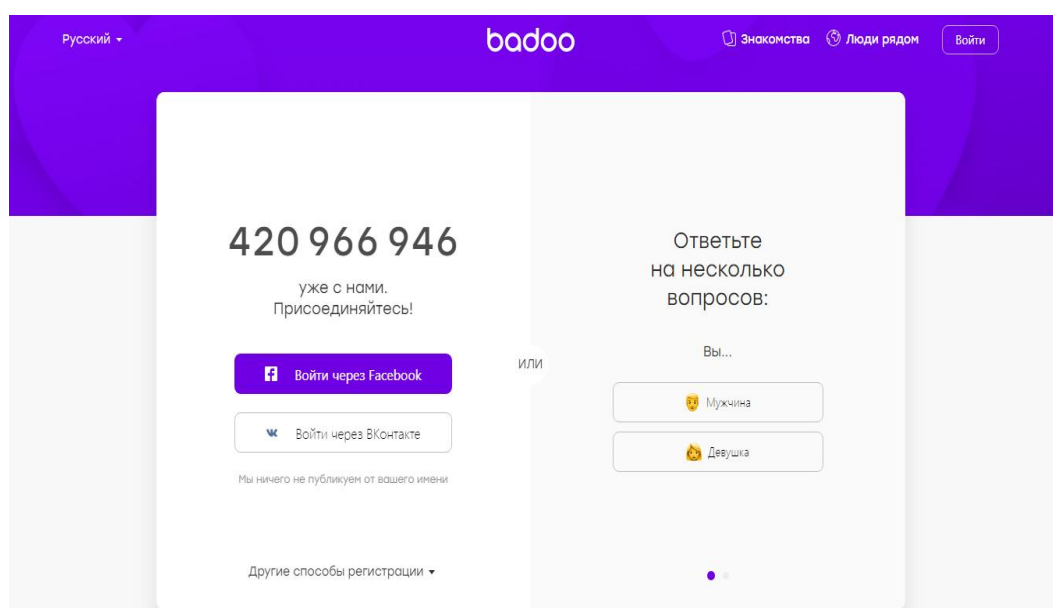 Русский
badoo
Знакомства
Люди рядом
Войти
420 966 946
уже с нами.
Присоединяйтесь!
Войти через Facebook
Войти через ВКонтакте
Мы ничего не публикуем от вашего имени
Другие способы регистрации
ИЛИ
Ответьте
на несколько
вопросов:
Вы...
Мужчина
Девушка